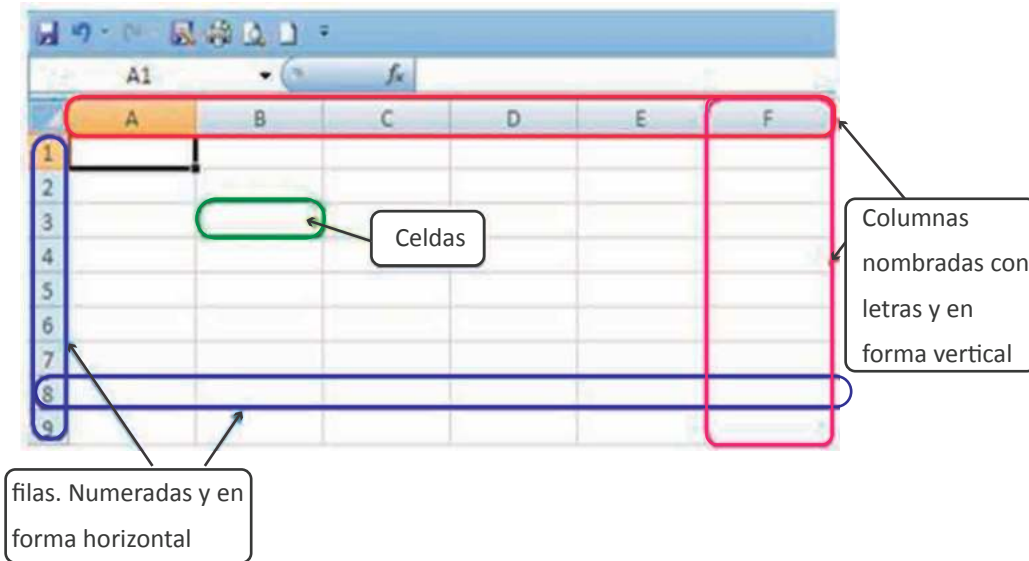 A1 fx
A B C D E F
1
2
3
4
5
6
7
8
9
Celdas
Columnas
nombradas con
letras y en
forma vertical
filas. Numeradas y en
forma horizontal